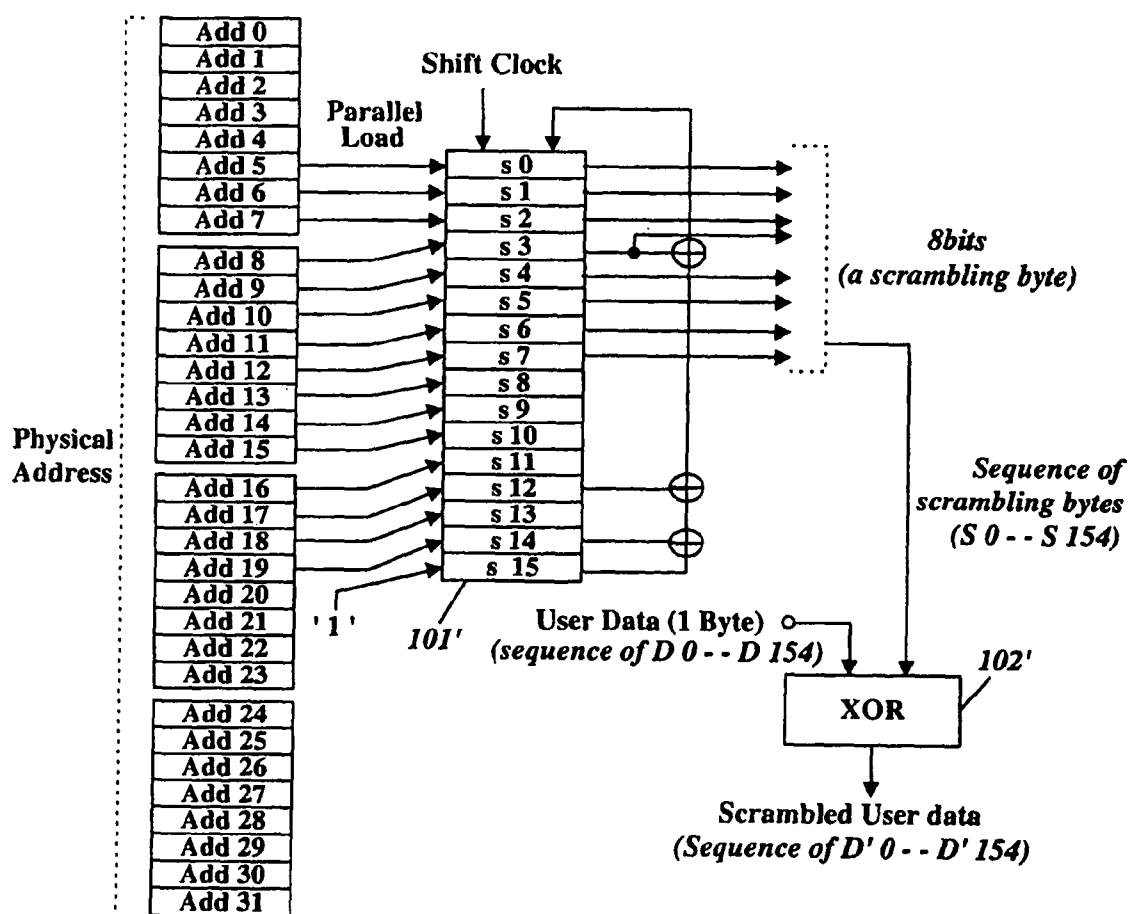 Add 0
Add 1
Add 2
Add 3
Add 4
Add 5
Add 6
Add 7
Add 8
Add 9
Add 10
Add 11
Add 12
Add 13
Add 14
Add 15
Add 16
Add 17
Add 18
Add 19
Add 20
Add 21
Add 22
Add 23
Add 24
Add 25
Add 26
Add 27
Add 28
Add 29
Add 30
Add 31
Physical
Address
Parallel
Load
Shift Clock
s 0
s 1
s 2
s 3
s 4
s 5
s 6
s 7
s 8
s 9
s 10
s 11
s 12
s 13
s 14
s 15
'1'
101'
8bits
(a scrambling byte)
Sequence of
scrambling bytes
(S 0 - - S 154)
User Data (1 Byte)
(sequence of D 0 - - D 154)
102'
XOR
Scrambled User data
(Sequence of D' 0 - - D' 154)